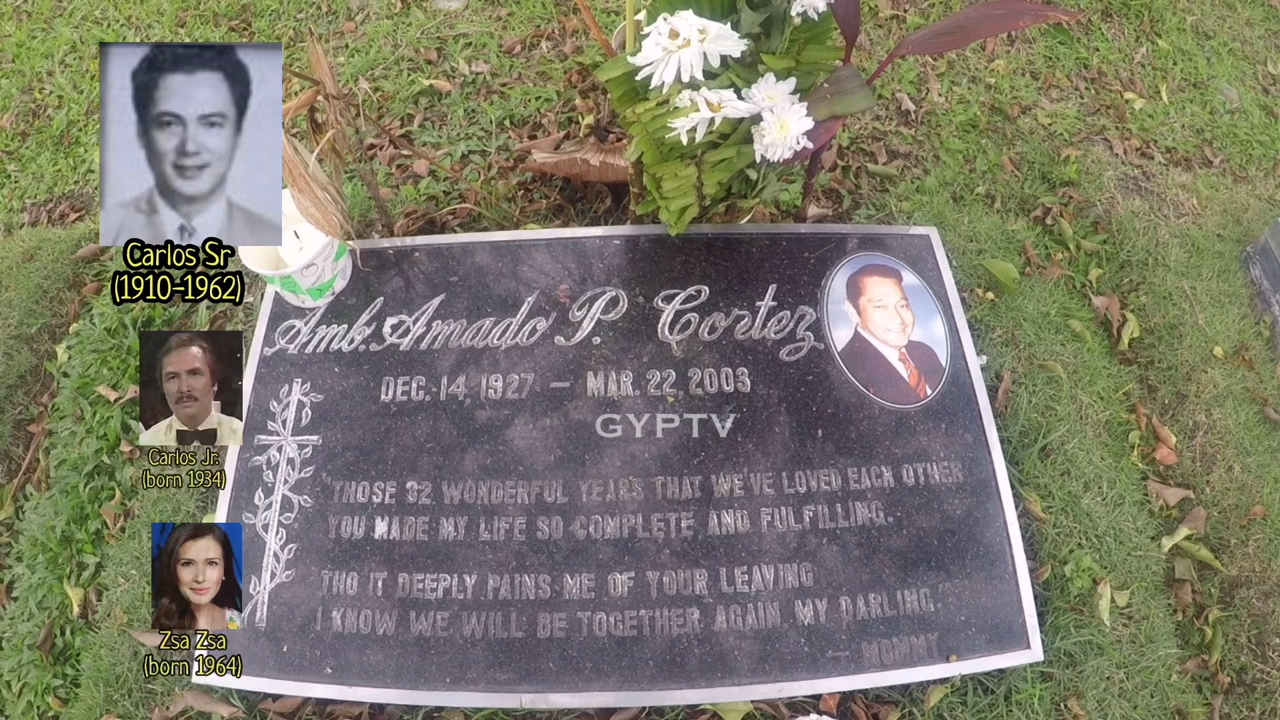 Carlos Sr
(1910-1962)
Carlos Jr.
(born 1934)
Zsa Zsa
(born 1964)
Amb. Amado P. Cortez
DEC. 14, 1927 — MAR. 22, 2003
GYPTV
"THOSE 32 WONDERFUL YEARS THAT WE'VE LOVED EACH OTHER
YOU MADE MY LIFE SO COMPLETE AND FULFILLING.
THO IT DEEPLY PAINS ME OF YOUR LEAVING
I KNOW WE WILL BE TOGETHER AGAIN MY DARLING."
— MOMMY